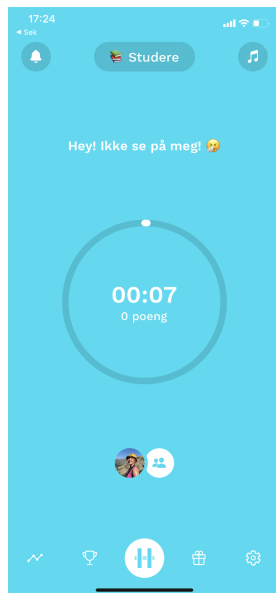 17:24
◀ Søk
📚 Studere
Hey! Ikke se på meg! 🤧
00:07
0 poeng